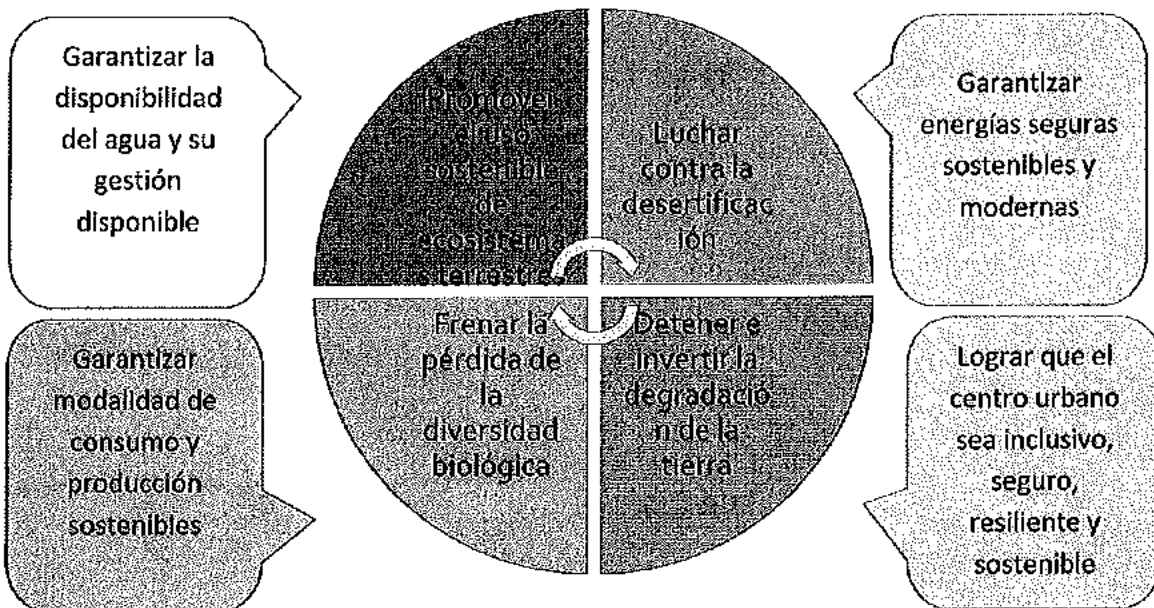 Garantizar la
disponibilidad
del agua y su
gestión
disponible
Promover
el uso
sostenible
de
ecosistema
s terrestres
Luchar
contra la
desertificac
ión
Garantizar
energías seguras
sostenibles y
modernas
Garantizar
modalidad de
consumo y
producción
sostenibles
Frenar la
pérdida de
la
diversidad
biológica
Detener e
invertir la
degradació
n de la
tierra
Lograr que el
centro urbano
sea inclusivo,
seguro,
resiliente y
sostenible